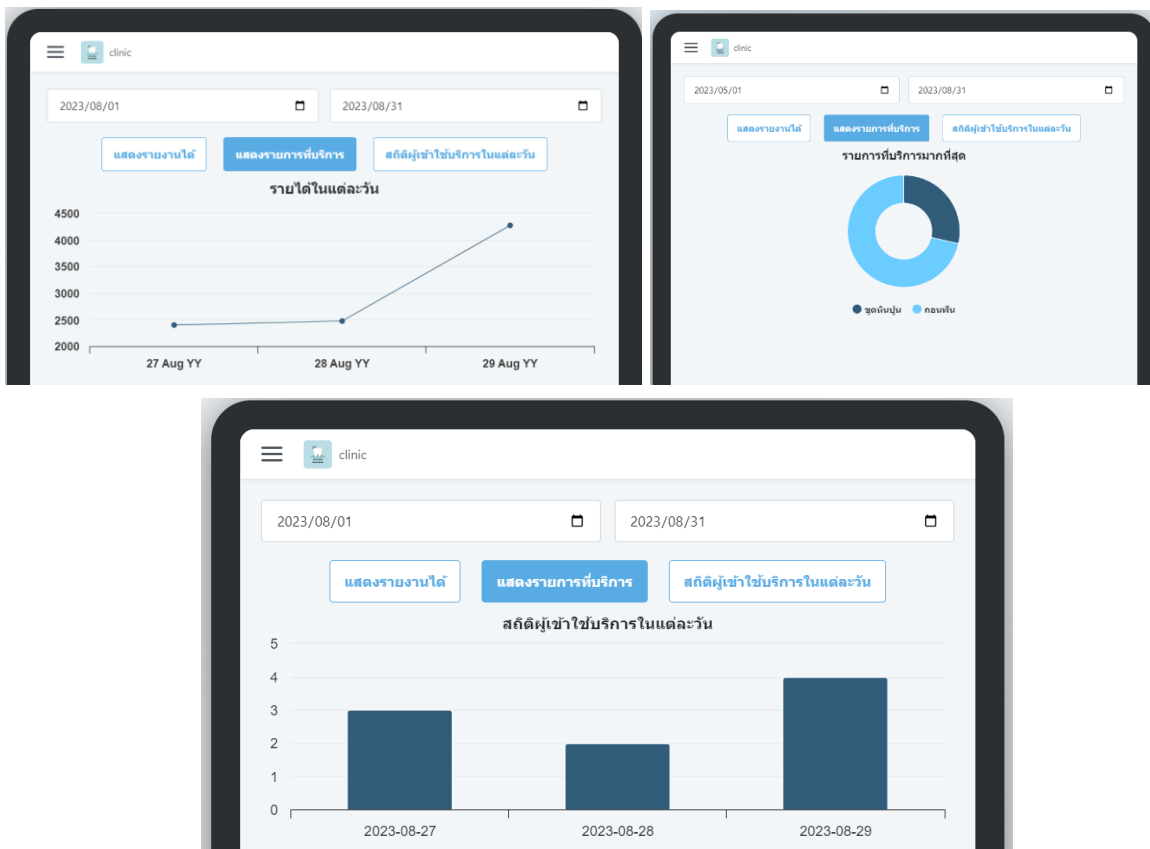 clinic
2023/08/01 2023/08/31
แสดงรายงานได้ แสดงรายการที่บริการ สถิติผู้เข้าใช้บริการในแต่ละวัน
รายได้ในแต่ละวัน
4500
4000
3500
3000
2500
2000
27 Aug YY 28 Aug YY 29 Aug YY
clinic
2023/05/01 2023/08/31
แสดงรายงานได้ แสดงรายการที่บริการ สถิติผู้เข้าใช้บริการในแต่ละวัน
รายการที่บริการมากที่สุด
ขูดหินปูน ถอนฟัน
clinic
2023/08/01 2023/08/31
แสดงรายงานได้ แสดงรายการที่บริการ สถิติผู้เข้าใช้บริการในแต่ละวัน
สถิติผู้เข้าใช้บริการในแต่ละวัน
5
4
3
2
1
0
2023-08-27 2023-08-28 2023-08-29